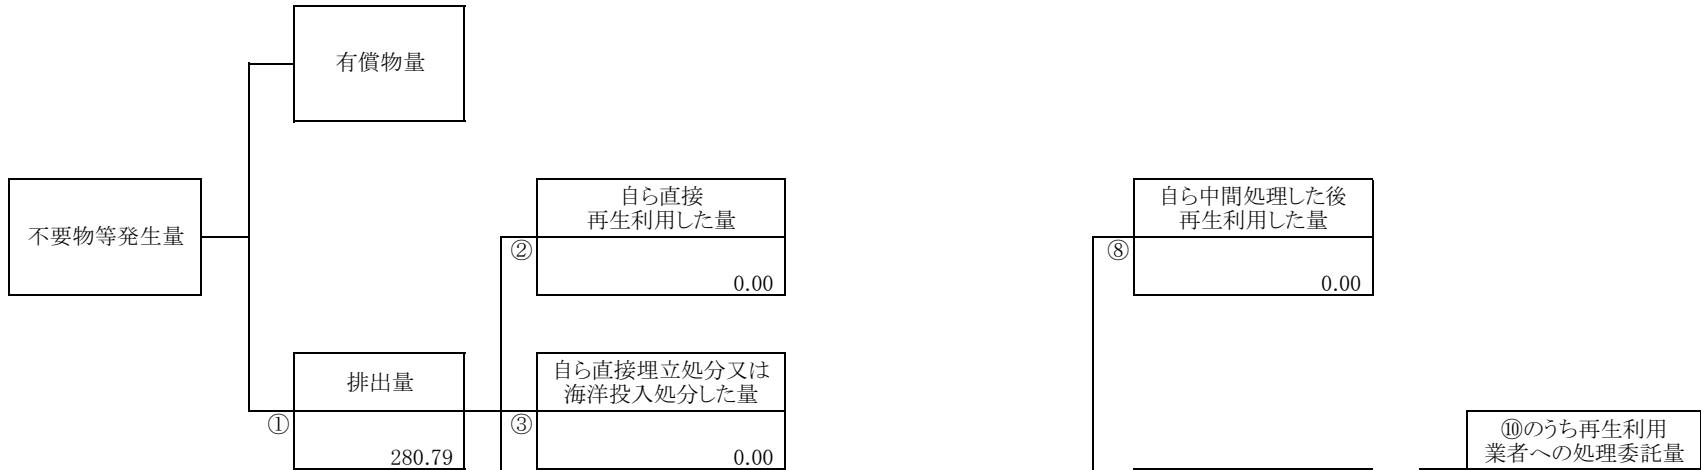 有償物量
不要物等発生量
自ら直接
再生利用した量
②
0.00
自ら中間処理した後
再生利用した量
⑧
0.00
排出量
①
280.79
自ら直接埋立処分又は
海洋投入処分した量
③
0.00
⑩のうち再生利用
業者への処理委託量